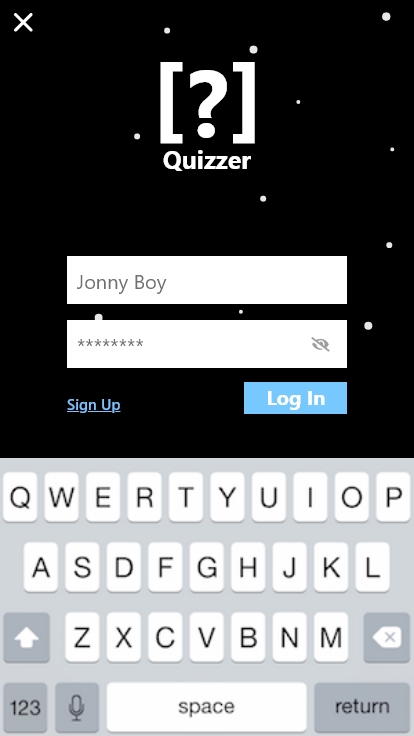 [?]
Quizzer
Jonny Boy
********
Sign Up
Log In
Q W E R T Y U I O P
A S D F G H J K L
Z X C V B N M
123 space return